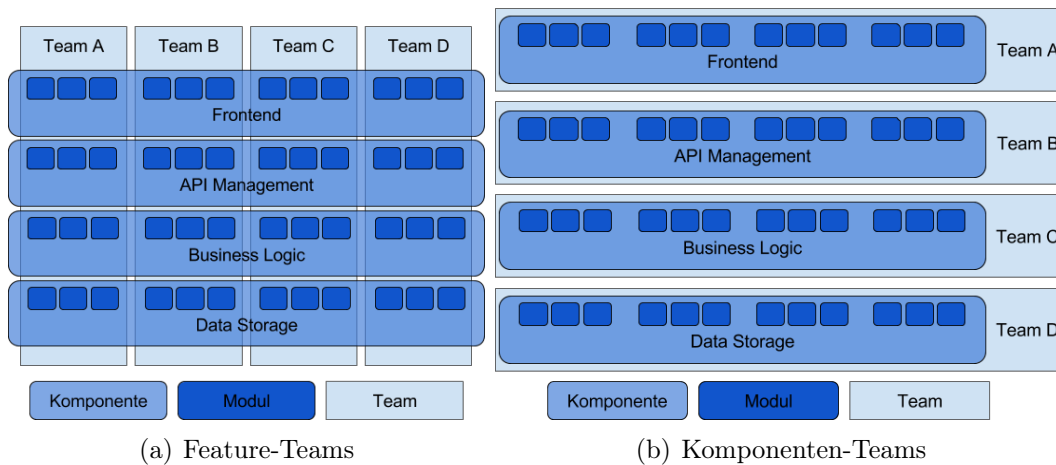 Team A Team B Team C Team D
Frontend
API Management
Business Logic
Data Storage
Komponente Modul Team
(a) Feature-Teams
Frontend
Team A
API Management
Team B
Business Logic
Team C
Data Storage
Team D
Komponente Modul Team
(b) Komponenten-Teams